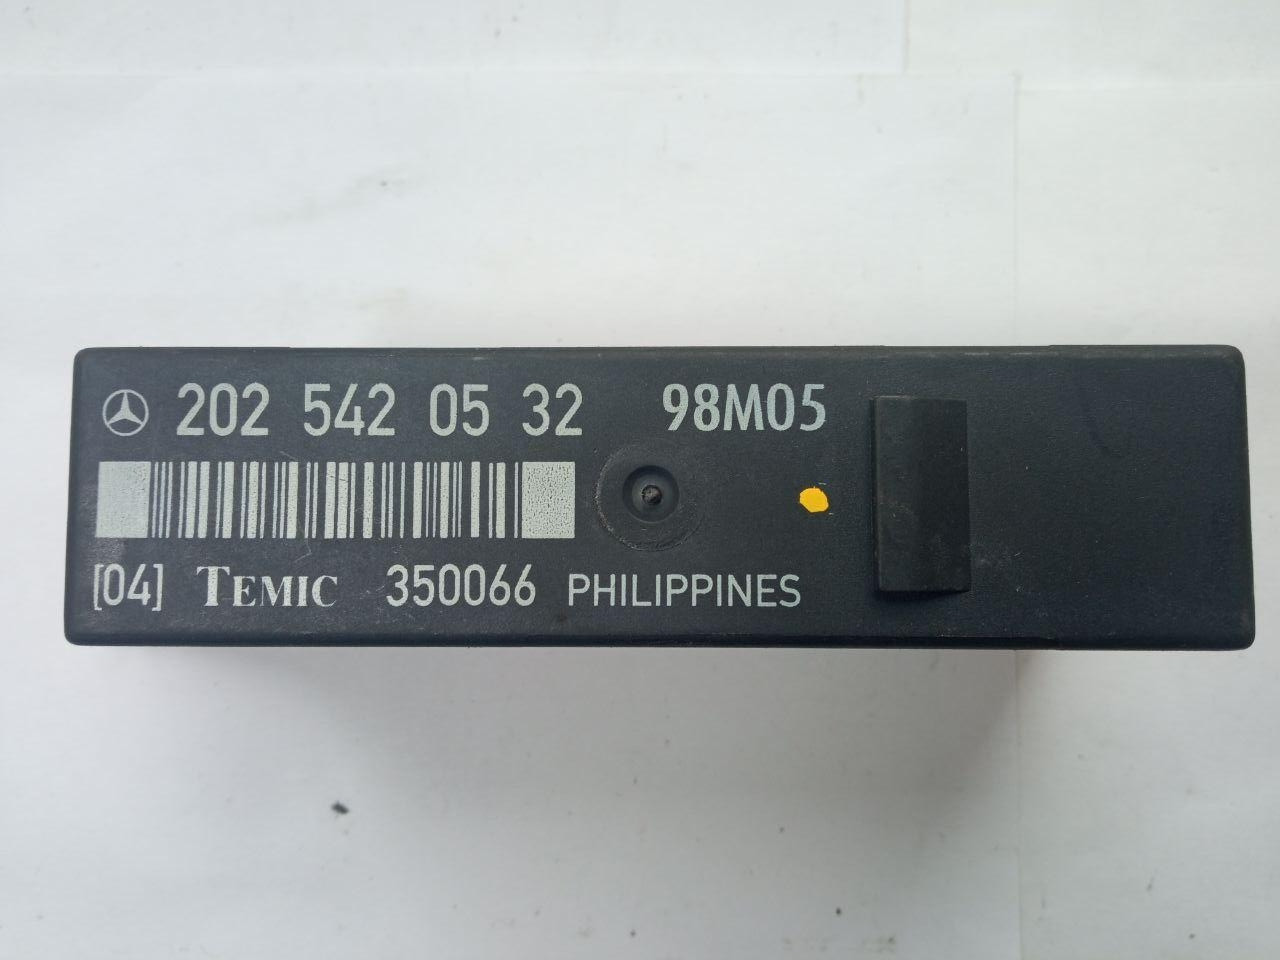 202 542 05 32 98M05
[04] TEMIC 350066 PHILIPPINES